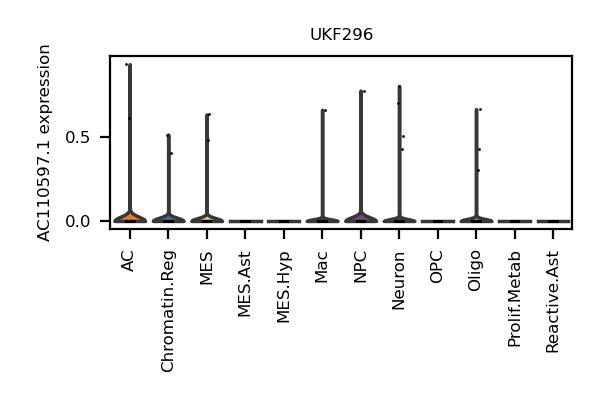 UKF296
AC110597.1 expression
0.5
0.0
AC
Chromatin.Reg
MES
MES.Ast
MES.Hyp
Mac
NPC
Neuron
OPC
Oligo
Prolif.Metab
Reactive.Ast